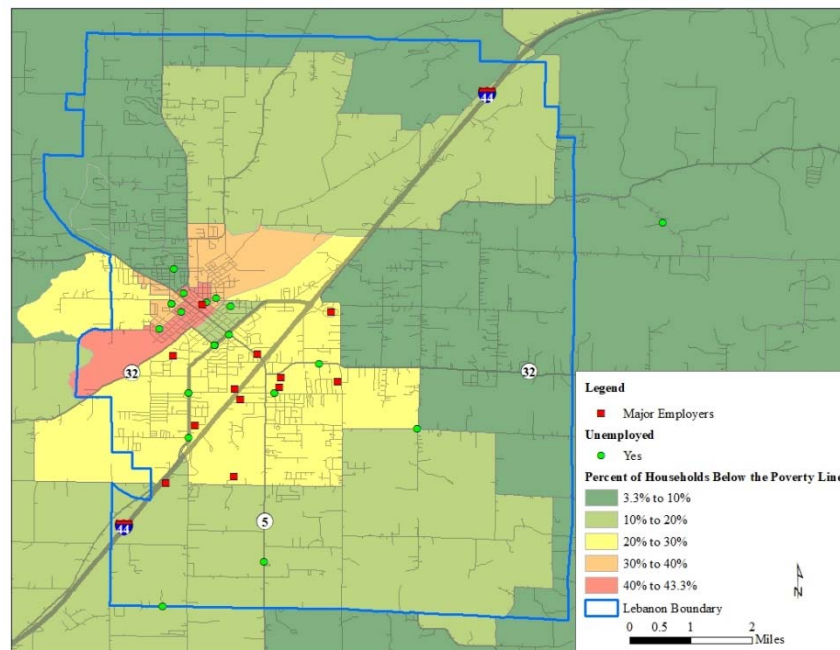 44
32
32
5
44
Legend
Major Employers
Unemployed
Yes
Percent of Households Below the Poverty Line
3.3% to 10%
10% to 20%
20% to 30%
30% to 40%
40% to 43.3%
Lebanon Boundary
N
0 0.5 1 2
Miles